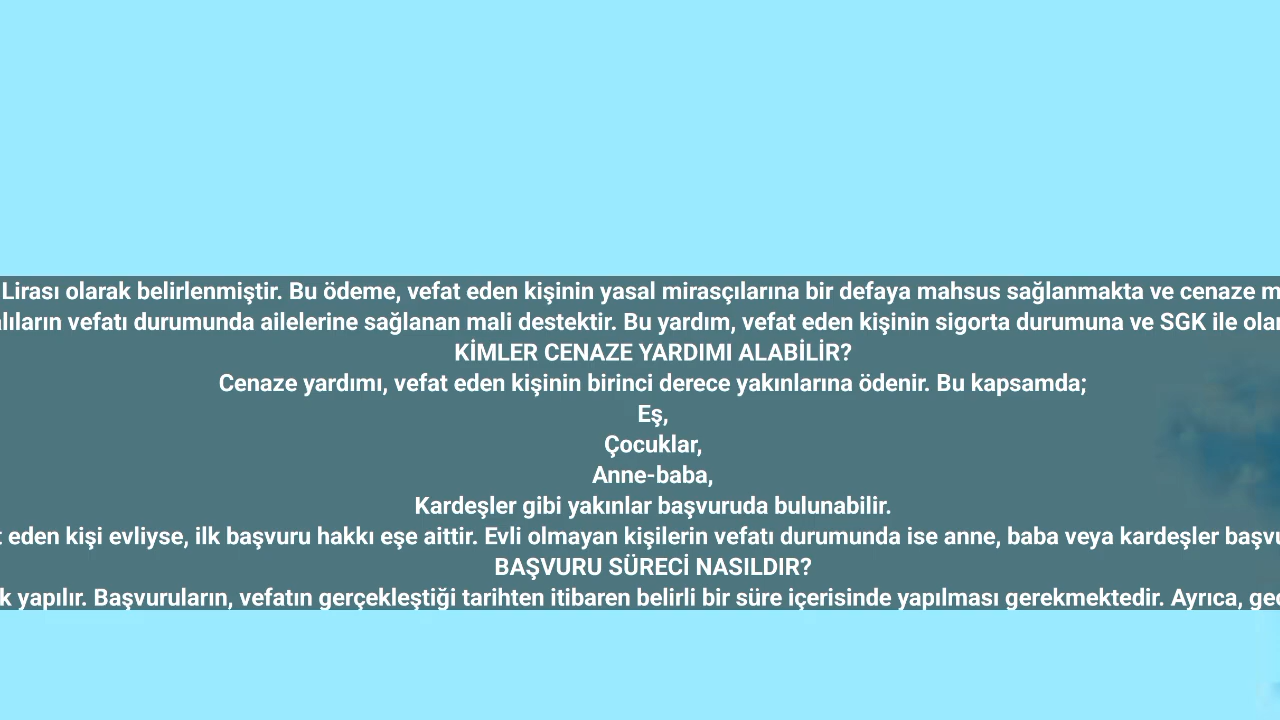 Lirası olarak belirlenmiştir. Bu ödeme, vefat eden kişinin yasal mirasçılarına bir defaya mahsus sağlanmakta ve cenaze
vefatı durumunda ailelerine sağlanan mali destektir. Bu yardım, vefat eden kişinin sigorta durumuna ve SGK ile
KİMLER CENAZE YARDIMI ALABİLİR?
Cenaze yardımı, vefat eden kişinin birinci derece yakınlarına ödenir. Bu kapsamda;
Eş,
Çocuklar,
Anne-baba,
Kardeşler gibi yakınlar başvuruda bulunabilir.
eden kişi evliyse, ilk başvuru hakkı eşe aittir. Evli olmayan kişilerin vefatı durumunda ise anne, baba veya kardeşler
BAŞVURU SÜRECİ NASILDIR?
yapılır. Başvuruların, vefatın gerçekleştiği tarihten itibaren belirli bir süre içerisinde yapılması gerekmektedir. Ayrıca,